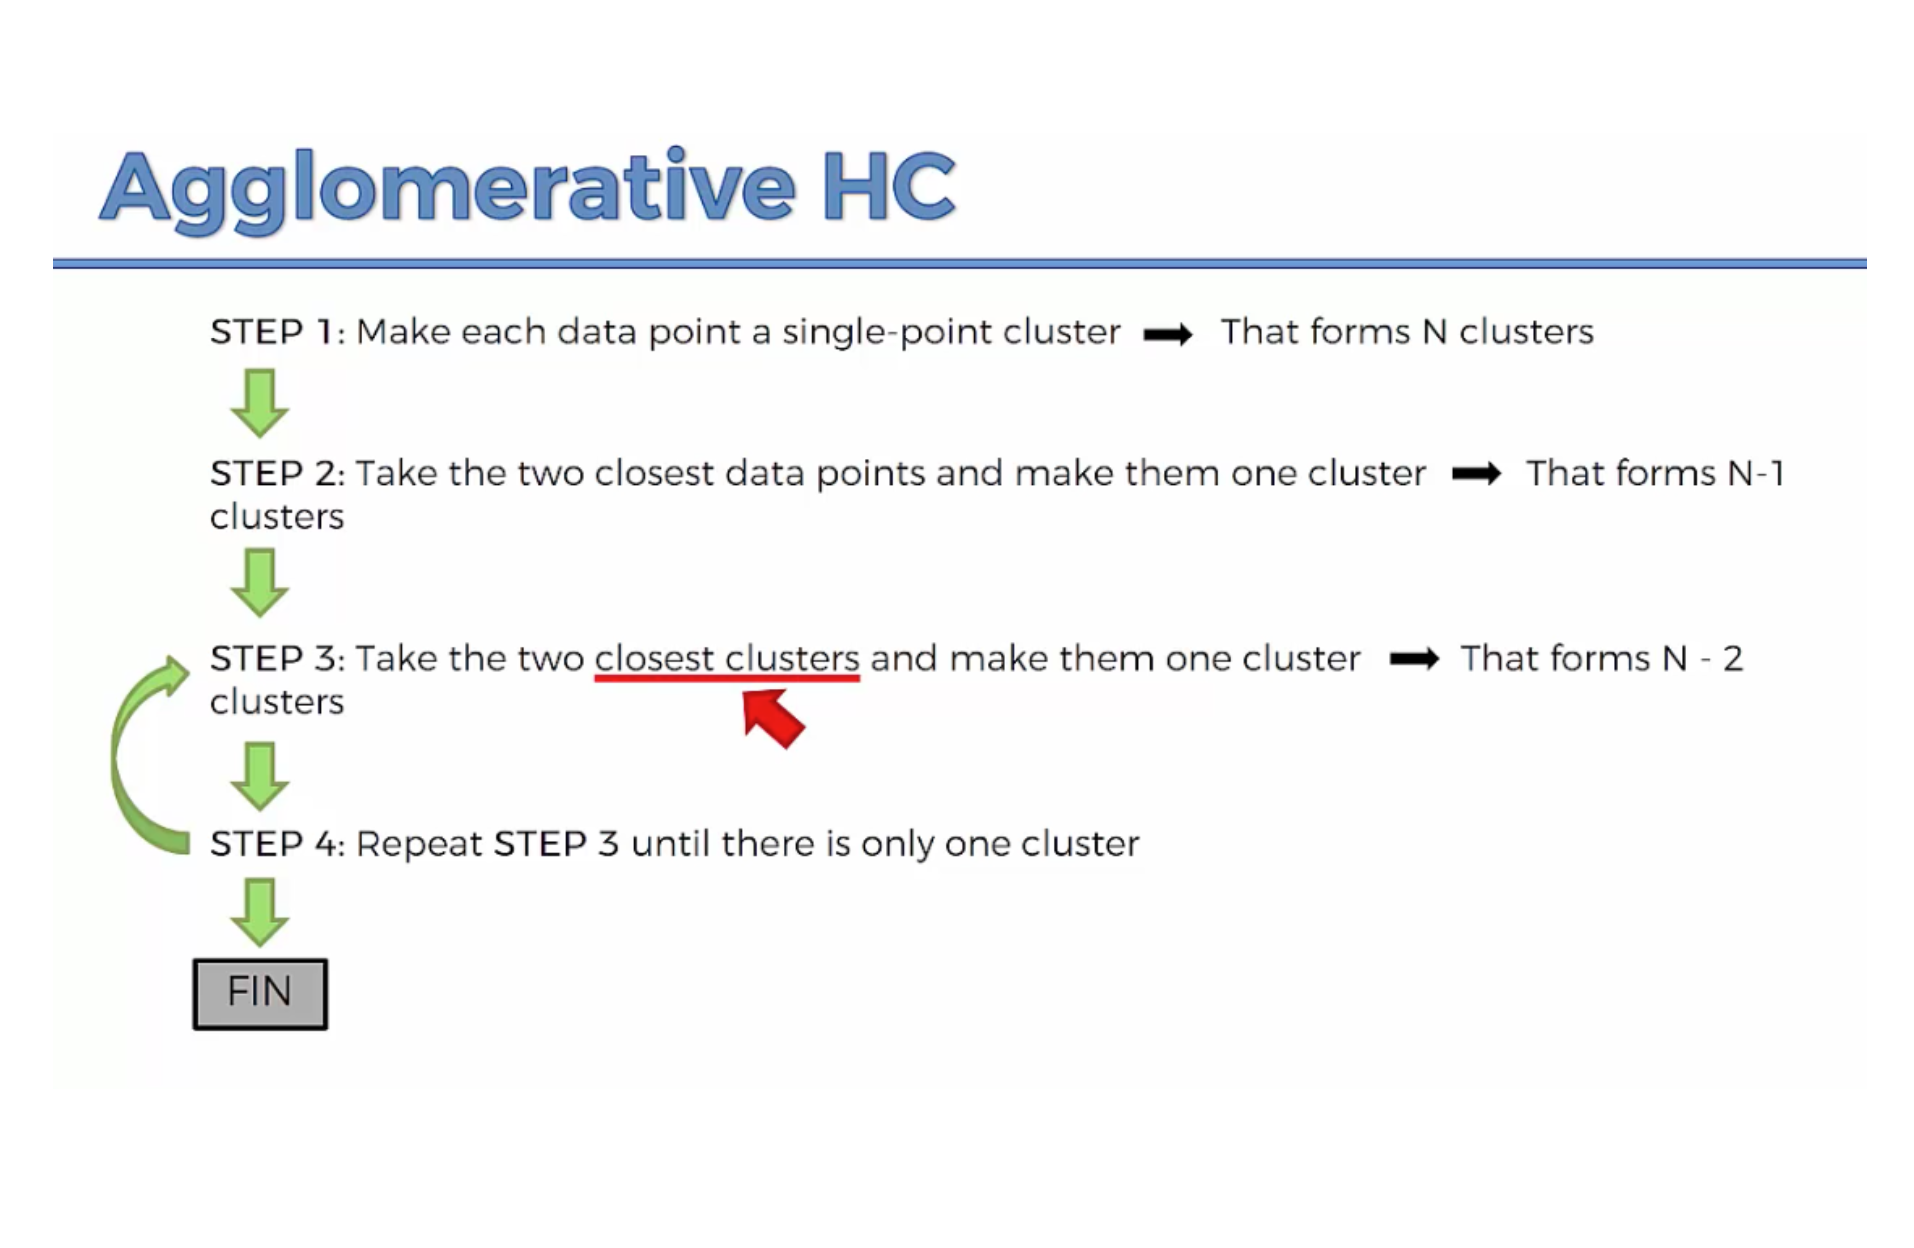 Agglomerative HC
STEP 1: Make each data point a single-point cluster ➡ That forms N clusters
STEP 2: Take the two closest data points and make them one cluster ➡ That forms N-1
clusters
STEP 3: Take the two closest clusters and make them one cluster ➡ That forms N - 2
clusters
STEP 4: Repeat STEP 3 until there is only one cluster
FIN